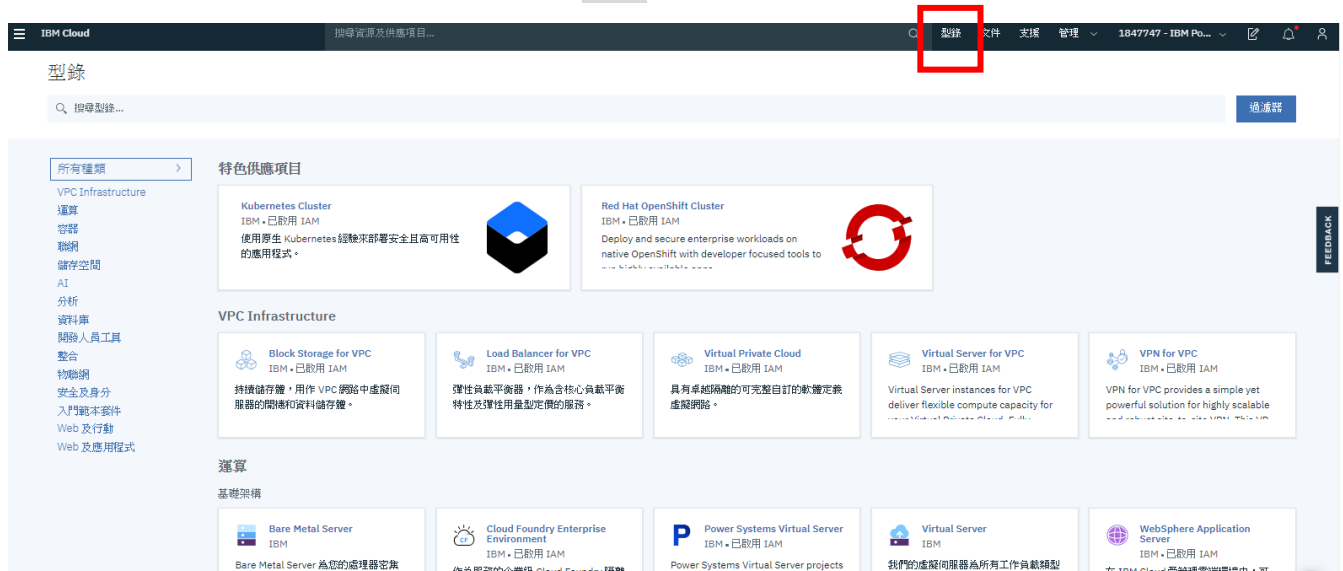 IBM Cloud
搜尋資源及供應項目...
型錄
文件
支援
管理
1847747 - IBM Po...
型錄
搜尋型錄...
過濾器
所有種類
VPC Infrastructure
運算
容器
聯網
儲存空間
AI
分析
資料庫
開發人員工具
整合
物聯網
安全及身分
入門範本套件
Web 及行動
Web 及應用程式
特色供應項目
Kubernetes Cluster
IBM • 已啟用 IAM
使用原生 Kubernetes 經驗來部署安全且高可用性
的應用程式。
Red Hat OpenShift Cluster
IBM • 已啟用 IAM
Deploy and secure enterprise workloads on
native OpenShift with developer focused tools to
FEEDBACK
VPC Infrastructure
Block Storage for VPC
IBM • 已啟用 IAM
持續儲存體,用作 VPC 網路中虛擬伺
服器的開機和資料儲存體。
Load Balancer for VPC
IBM • 已啟用 IAM
彈性負載平衡器,作為含核心負載平衡
特性及彈性用量型定價的服務。
Virtual Private Cloud
IBM • 已啟用 IAM
具有卓越隔離的可完整自訂的軟體定義
虛擬網路。
Virtual Server for VPC
IBM • 已啟用 IAM
Virtual Server instances for VPC
deliver flexible compute capacity for
VPN for VPC
IBM • 已啟用 IAM
VPN for VPC provides a simple yet
powerful solution for highly scalable
運算
基礎架構
Bare Metal Server
IBM
Bare Metal Server 為您的處理器密集
Cloud Foundry Enterprise
Environment
IBM • 已啟用 IAM
Power Systems Virtual Server
IBM • 已啟用 IAM
Power Systems Virtual Server projects
Virtual Server
IBM
我們的虛擬伺服器為所有工作負載類型
WebSphere Application
Server
IBM • 已啟用 IAM